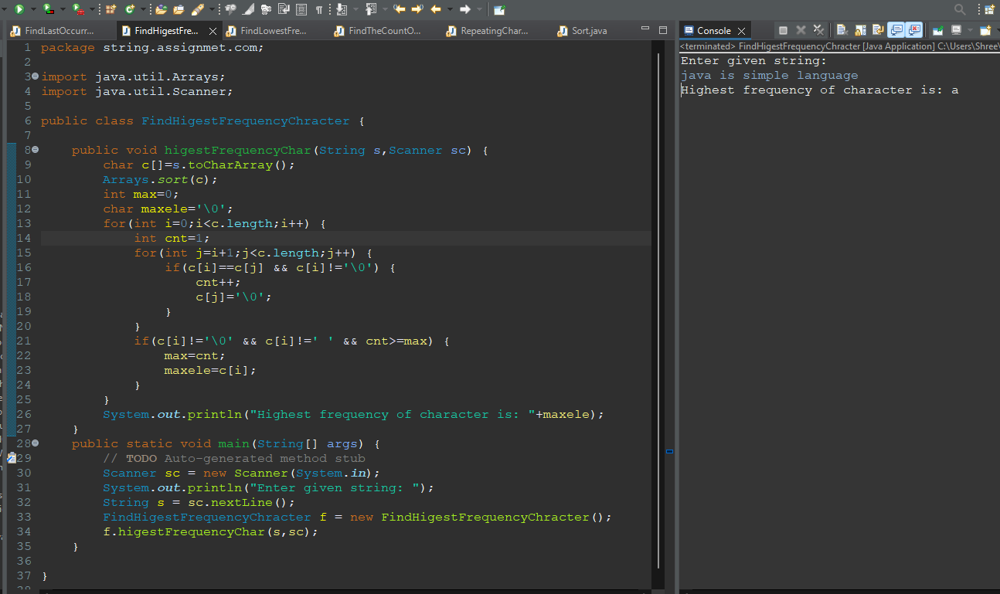 FindLastOccurr...
FindHigestFre...
FindLowestFre...
FindTheCountO...
RepeatingChar...
Sort.java
1 package string.assignmet.com;
2
3 import java.util.Arrays;
4 import java.util.Scanner;
5
6 public class FindHigestFrequencyChracter {
7
8     public void higestFrequencyChar(String s,Scanner sc) {
9         char c[]=s.toCharArray();
10         Arrays.sort(c);
11         int max=0;
12         char maxele='\0';
13         for(int i=0;i<c.length;i++) {
14             int cnt=1;
15             for(int j=i+1;j<c.length;j++) {
16                 if(c[i]==c[j] && c[i]!='\0') {
17                     cnt++;
18                     c[j]='\0';
19                 }
20             }
21             if(c[i]!='\0' && c[i]!=' ' && cnt>=max) {
22                 max=cnt;
23                 maxele=c[i];
24             }
25         }
26         System.out.println("Highest frequency of character is: "+maxele);
27     }
28     public static void main(String[] args) {
29         // TODO Auto-generated method stub
30         Scanner sc = new Scanner(System.in);
31         System.out.println("Enter given string: ");
32         String s = sc.nextLine();
33         FindHigestFrequencyChracter f = new FindHigestFrequencyChracter();
34         f.higestFrequencyChar(s,sc);
35     }
36
37 }
Console
<terminated> FindHigestFrequencyChracter [Java Application] C:\Users\Shree\
Enter given string:
java is simple language
Highest frequency of character is: a